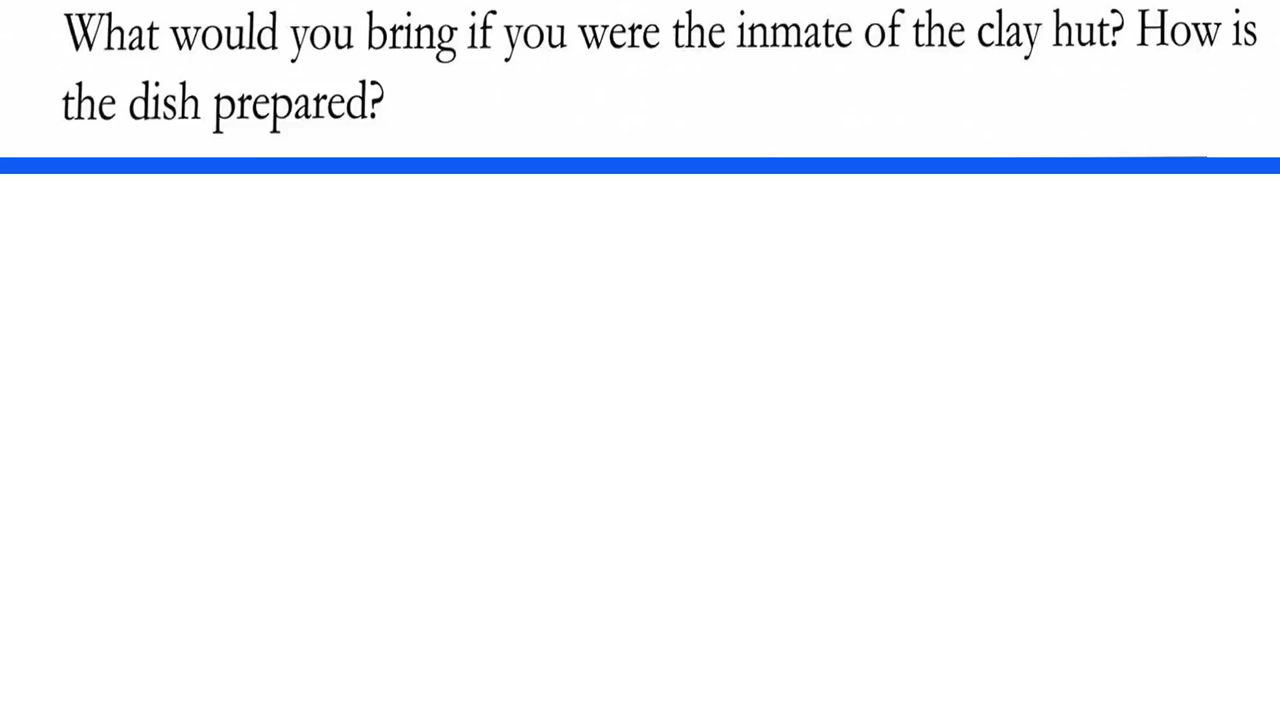 What would you bring if you were the inmate of the clay hut? How is
the dish prepared?